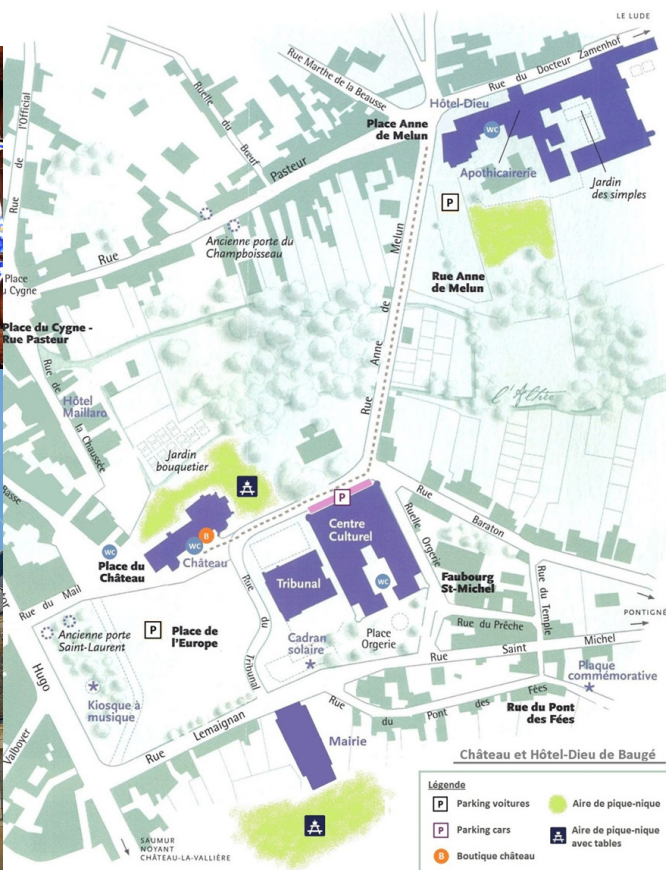 LE LUDE
Rue du Docteur Zamenhof
Rue Marthe de la Beausse
Hôtel-Dieu
Place Anne
de Melun
WC
Apothicairerie
Jardin
des simples
Rue de l'Official
Ruelle du Bœuf
Rue Pasteur
Ancienne porte du
Champboisseau
P
Rue Anne
de Melun
Rue Anne de Melun
l'Altrée
Place
u Cygne
Place du Cygne -
Rue Pasteur
Rue de la Chaussée
Hôtel
Maillard
Jardin
bouquetier
Basse
WC
Place du
Château
B
WC
Château
P
Centre
Culturel
WC
Tribunal
Rue du Tribunal
Ruelle Orgerie
Rue Baraton
Faubourg
St-Michel
Rue du Temple
PONTIGNÉ
Rue du Prêche
Place
Orgerie
Cadran
solaire
Rue Saint Michel
Plaque
commémorative
Rue du Mail
Ancienne porte
Saint-Laurent
P
Place de
l'Europe
Kiosque à
musique
Hugo
Valboyer
Rue Lemaignan
Mairie
Rue du Pont des Fées
Rue du Pont
des Fées
SAUMUR
NOYANT
CHÂTEAU-LA-VALLIÈRE
Château et Hôtel-Dieu de Baugé
Légende
P Parking voitures
Aire de pique-nique
P Parking cars
Aire de pique-nique
avec tables
B Boutique château